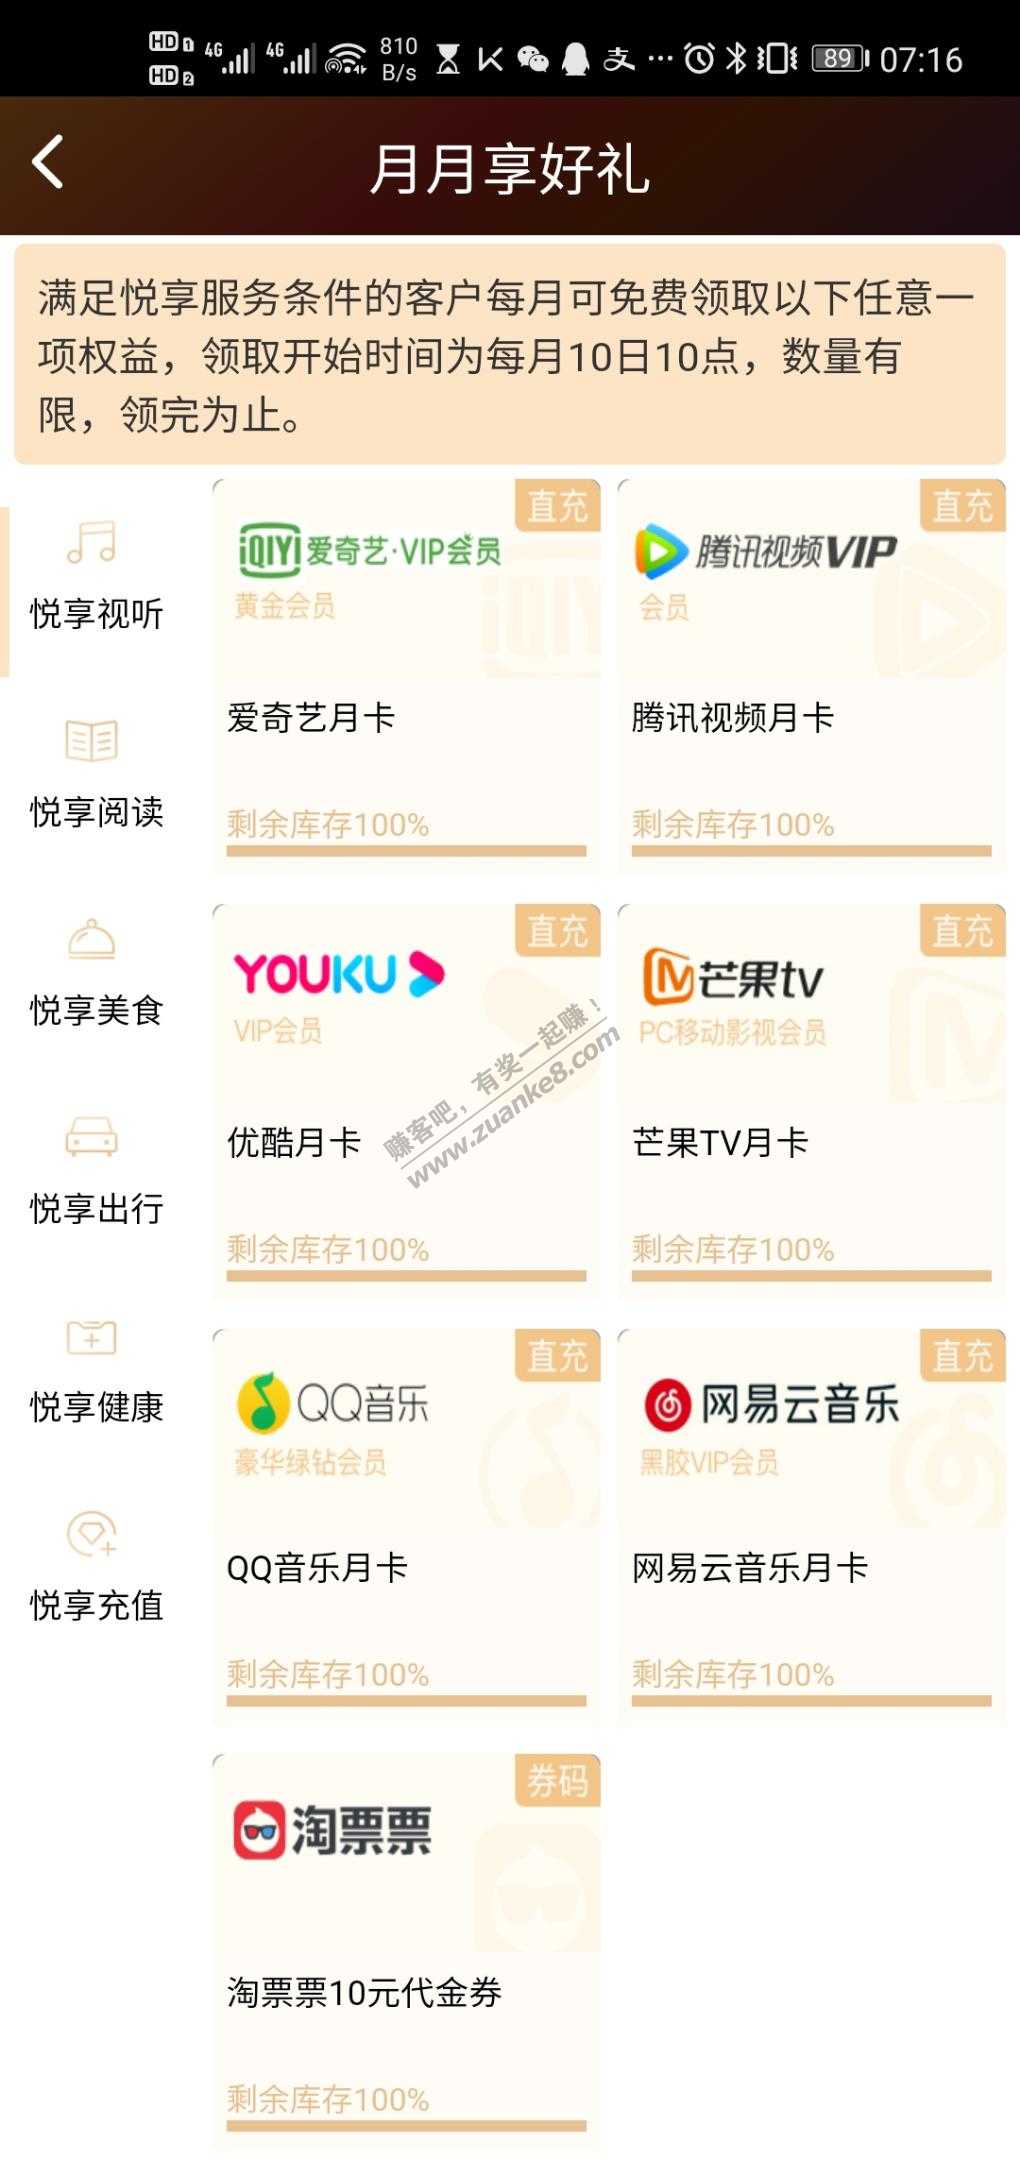 HD 1 4G 4G 810 89 07:16
HD 2 B/s
月月享好礼
满足悦享服务条件的客户每月可免费领取以下任意一
项权益，领取开始时间为每月10日10点，数量有
限，领完为止。
悦享视听
悦享阅读
悦享美食
悦享出行
悦享健康
悦享充值
直充
iQIYI 爱奇艺·VIP会员
黄金会员
爱奇艺月卡
剩余库存100%
直充
腾讯视频VIP
会员
腾讯视频月卡
剩余库存100%
直充
YOUKU
VIP会员
优酷月卡
剩余库存100%
直充
芒果tv
PC移动影视会员
芒果TV月卡
剩余库存100%
赚客吧，有奖一起赚！
www.zuanke8.com
直充
QQ音乐
豪华绿钻会员
QQ音乐月卡
剩余库存100%
直充
网易云音乐
黑胶VIP会员
网易云音乐月卡
剩余库存100%
券码
淘票票
淘票票10元代金券
剩余库存100%